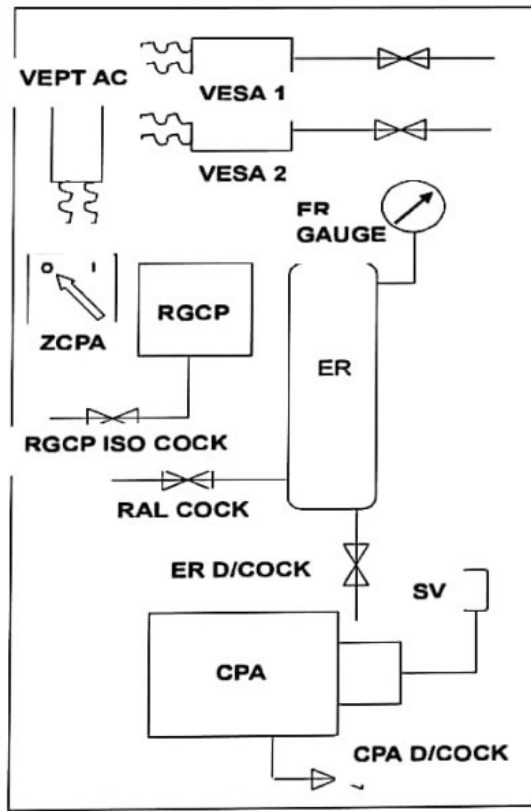 VEPT AC
VESA 1
VESA 2
FR
GAUGE
O I
ZCPA
RGCP
ER
RGCP ISO COCK
RAL COCK
ER D/COCK
SV
CPA
CPA D/COCK